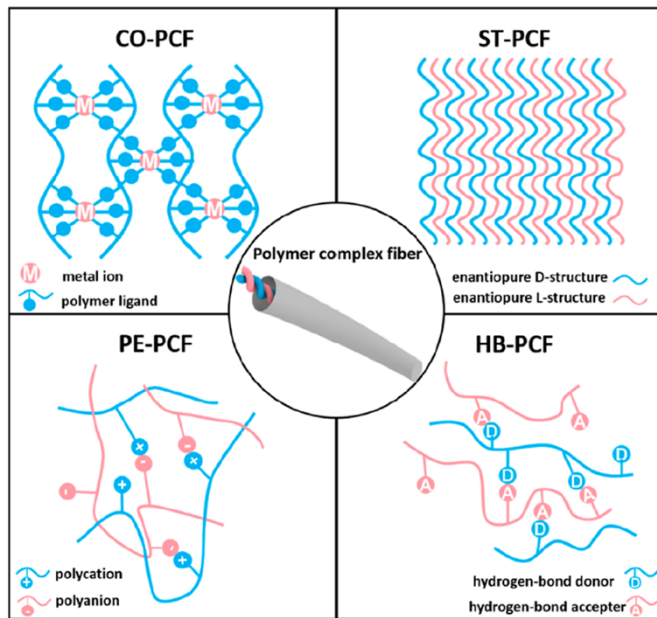 CO-PCF
M M
M
M M
M metal ion
polymer ligand
ST-PCF
enantiopure D-structure
enantiopure L-structure
Polymer complex fiber
PE-PCF
+ - -
+ -
- + +
- +
+ polycation
- polyanion
HB-PCF
A A
D D
A D D
A A A
D
hydrogen-bond donor D
hydrogen-bond accepter A